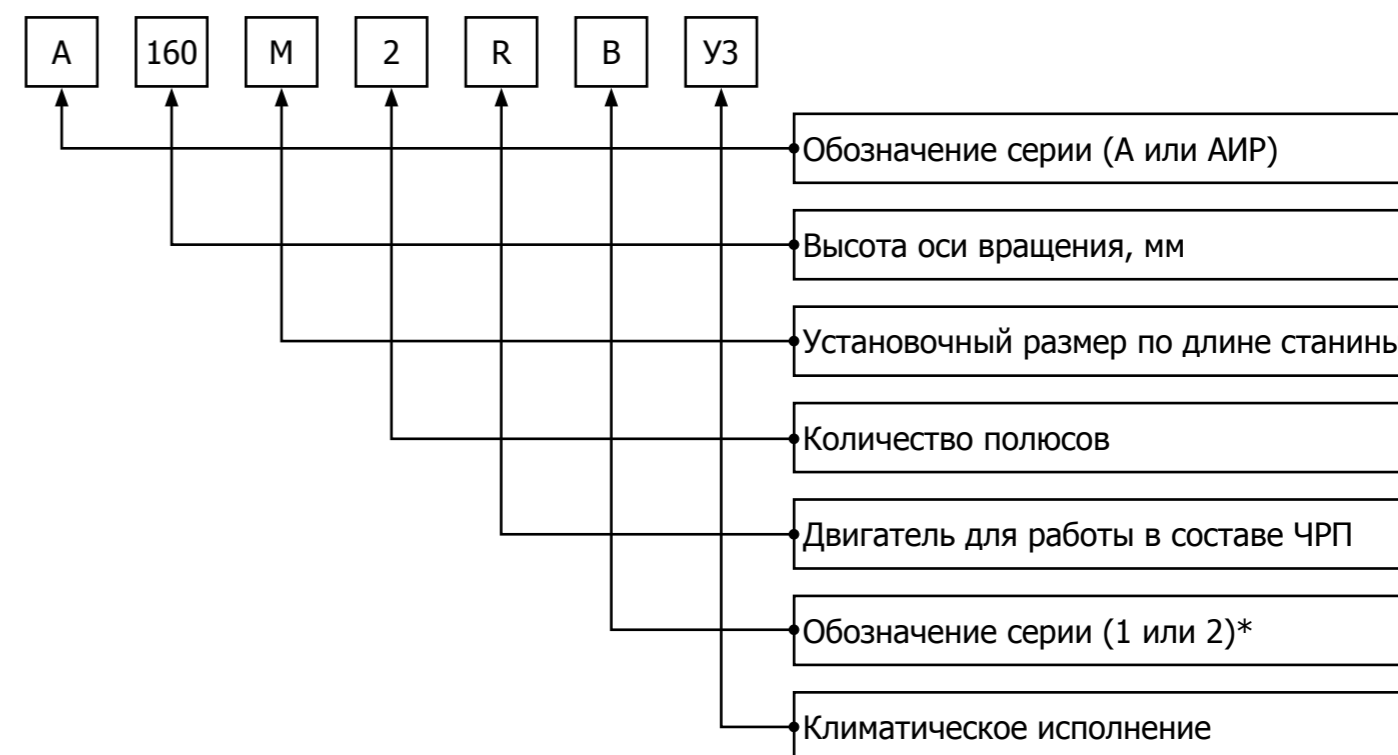 А 160 М 2 R В У3
Обозначение серии (А или АИР)
Высота оси вращения, мм
Установочный размер по длине
Количество полюсов
Двигатель для работы в составе ЧРП
Обозначение серии (1 или 2)*
Климатическое исполнение